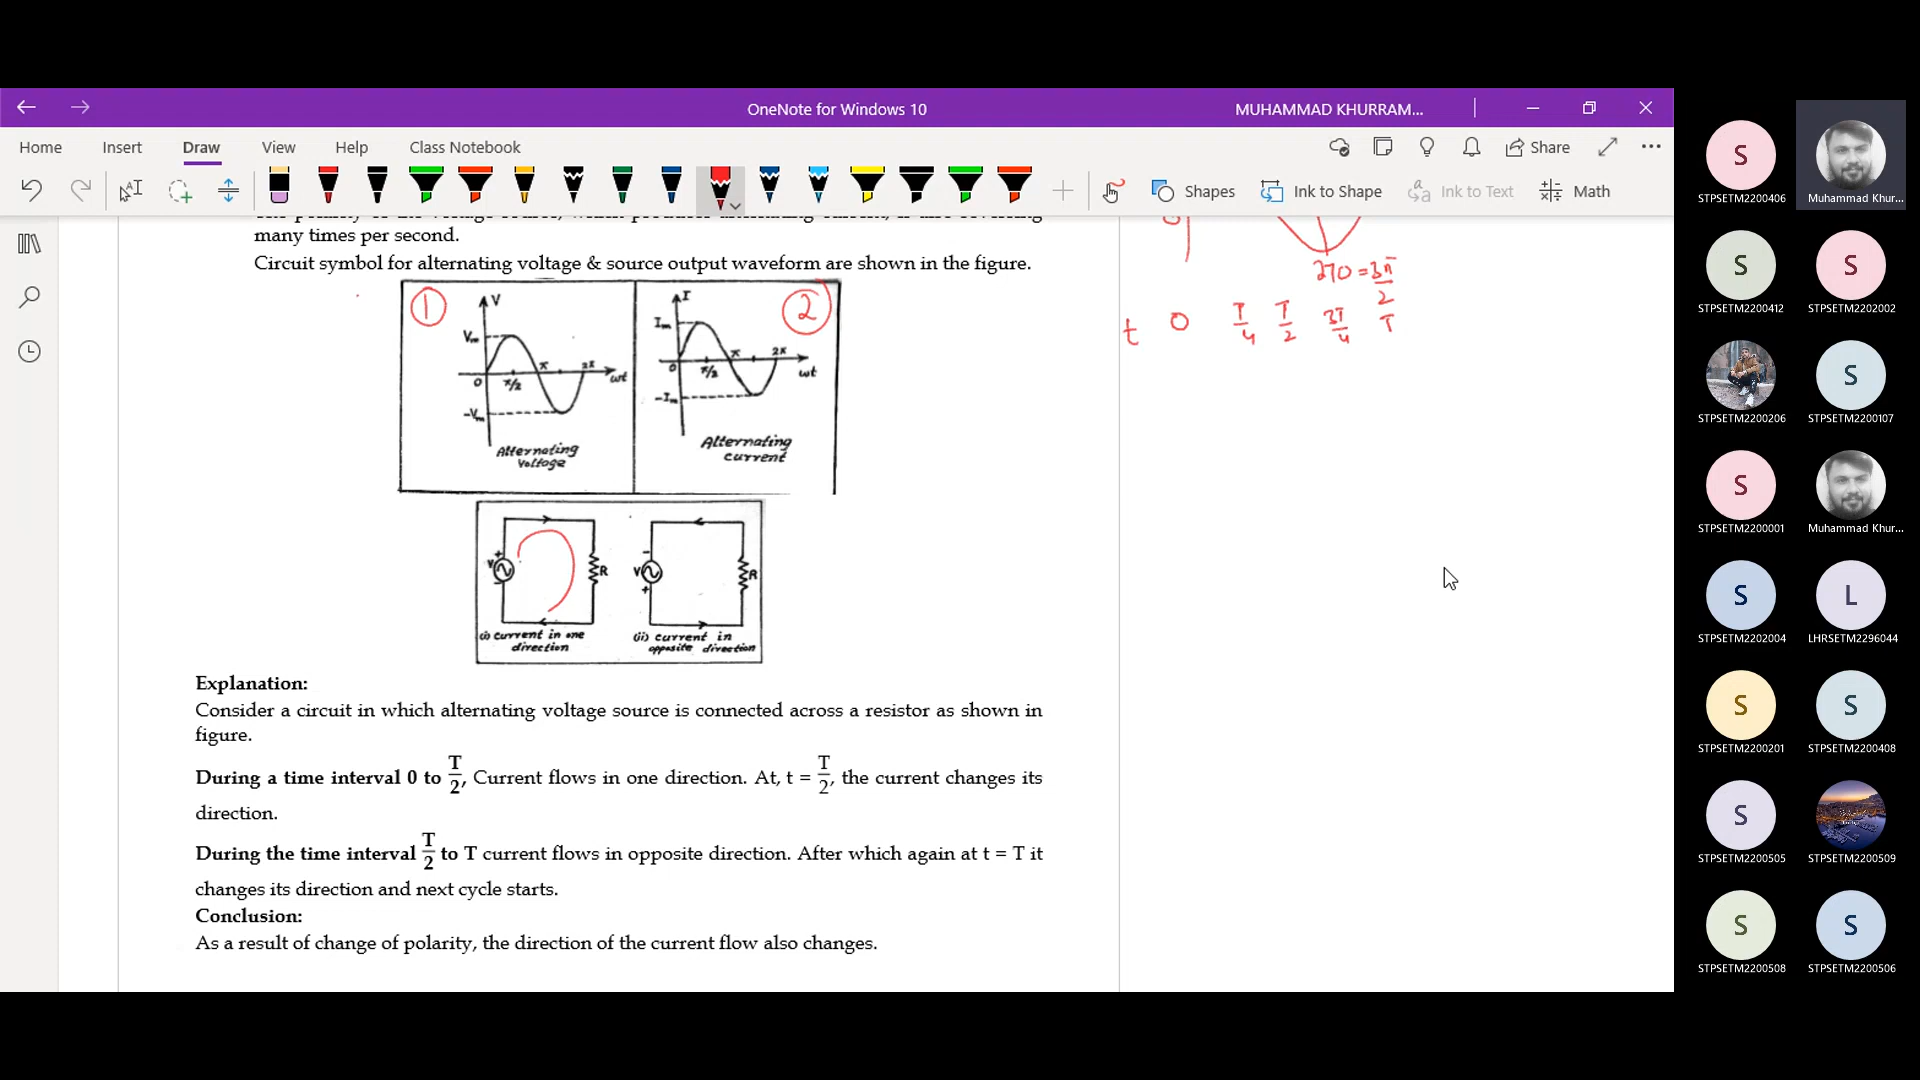 OneNote for Windows 10
MUHAMMAD KHURRAM...
Home Insert Draw View Help Class Notebook
Share
Shapes Ink to Shape Ink to Text Math
many times per second.
Circuit symbol for alternating voltage & source output waveform are shown in the figure.
1
V
Vm
0 π/2 π 2π ωt
-Vm
Alternating
Voltage
2
I
Im
0 π/2 π 2π ωt
-Im
Alternating
current
+
V
-
R
(i) current in one
direction
-
V
+
R
(ii) current in
opposite direction
Explanation:
Consider a circuit in which alternating voltage source is connected across a resistor as shown in
figure.
During a time interval 0 to T/2, Current flows in one direction. At, t = T/2, the current changes its
direction.
During the time interval T/2 to T current flows in opposite direction. After which again at t = T it
changes its direction and next cycle starts.
Conclusion:
As a result of change of polarity, the direction of the current flow also changes.
270 = 3π/2
t 0 T/4 T/2 3T/4 T
S
STPSETM2200406
Muhammad Khur...
S
STPSETM2200412
S
STPSETM2202002
STPSETM2200206
S
STPSETM2200107
S
STPSETM2200001
Muhammad Khur...
S
STPSETM2202004
L
LHRSETM2296044
S
STPSETM2200201
S
STPSETM2200408
S
STPSETM2200505
STPSETM2200509
S
STPSETM2200508
S
STPSETM2200506